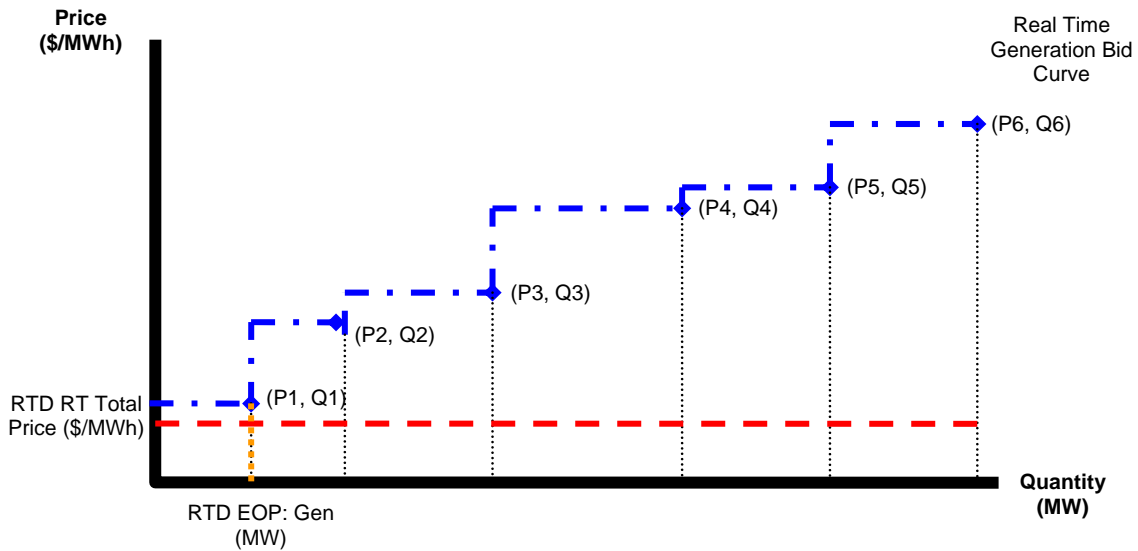 Price
($/MWh)
Real Time
Generation Bid
Curve
(P6, Q6)
(P5, Q5)
(P4, Q4)
(P3, Q3)
(P2, Q2)
(P1, Q1)
RTD RT Total
Price ($/MWh)
Quantity
(MW)
RTD EOP: Gen
(MW)